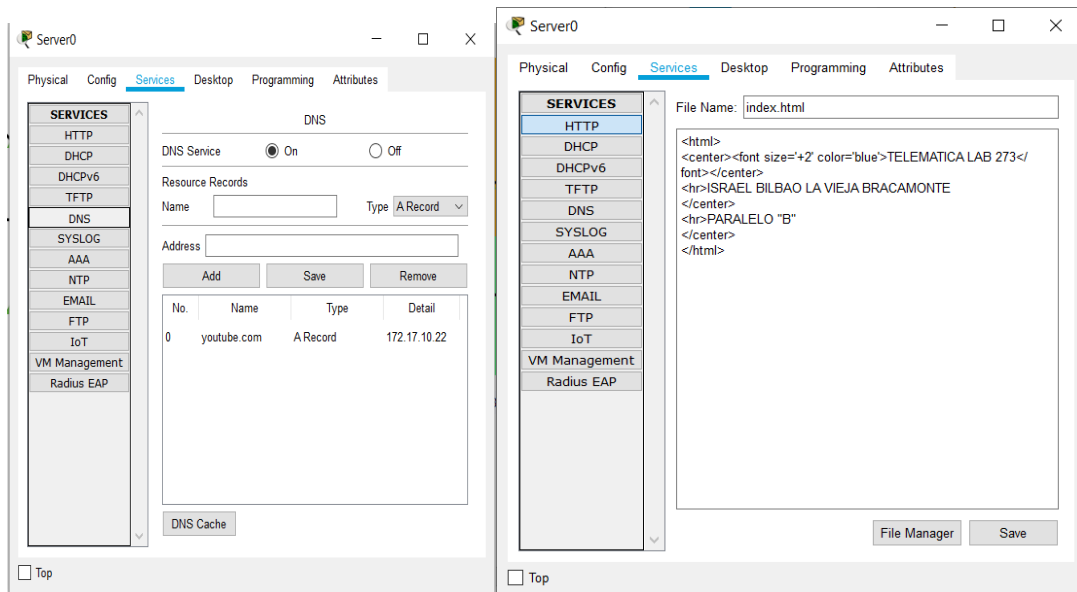 Server0
Physical Config Services Desktop Programming Attributes
SERVICES
HTTP
DHCP
DHCPv6
TFTP
DNS
SYSLOG
AAA
NTP
EMAIL
FTP
IoT
VM Management
Radius EAP
DNS
DNS Service On Off
Resource Records
Name Type A Record
Address
Add Save Remove
No. Name Type Detail
0 youtube.com A Record 172.17.10.22
DNS Cache
Top
Server0
Physical Config Services Desktop Programming Attributes
SERVICES
HTTP
DHCP
DHCPv6
TFTP
DNS
SYSLOG
AAA
NTP
EMAIL
FTP
IoT
VM Management
Radius EAP
File Name: index.html
<html>
<center><font size='+2' color='blue'>TELEMATICA LAB 273</
font></center>
<hr>ISRAEL BILBAO LA VIEJA BRACAMONTE
</center>
<hr>PARALELO "B"
</center>
</html>
File Manager Save
Top